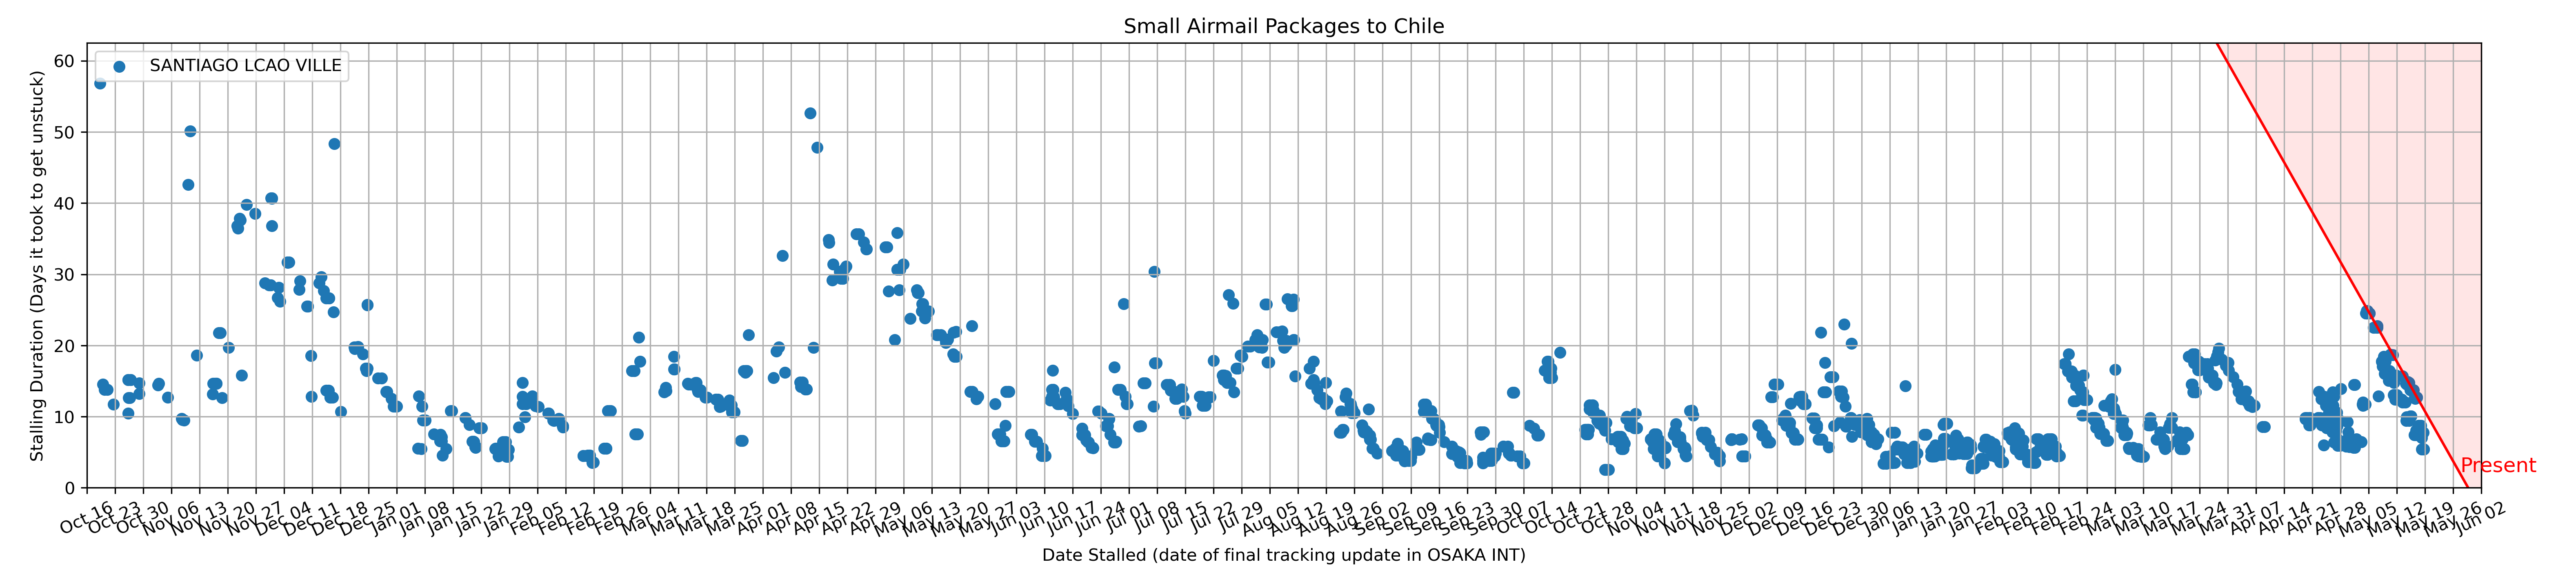 Small Airmail Packages to Chile
SANTIAGO LCAO VILLE
Stalling Duration (Days it took to get unstuck)
60
50
40
30
20
10
0
Present
Oct 16
Oct 23
Oct 30
Nov 06
Nov 13
Nov 20
Nov 27
Dec 04
Dec 11
Dec 18
Dec 25
Jan 01
Jan 08
Jan 15
Jan 22
Jan 29
Feb 05
Feb 12
Feb 19
Feb 26
Mar 04
Mar 11
Mar 18
Mar 25
Apr 01
Apr 08
Apr 15
Apr 22
Apr 29
May 06
May 13
May 20
May 27
Jun 03
Jun 10
Jun 17
Jun 24
Jul 01
Jul 08
Jul 15
Jul 22
Jul 29
Aug 05
Aug 12
Aug 19
Aug 26
Sep 02
Sep 09
Sep 16
Sep 23
Sep 30
Oct 07
Oct 14
Oct 21
Oct 28
Nov 04
Nov 11
Nov 18
Nov 25
Dec 02
Dec 09
Dec 16
Dec 23
Dec 30
Jan 06
Jan 13
Jan 20
Jan 27
Feb 03
Feb 10
Feb 17
Feb 24
Mar 03
Mar 10
Mar 17
Mar 24
Mar 31
Apr 07
Apr 14
Apr 21
Apr 28
May 05
May 12
May 19
May 26
Jun 02
Date Stalled (date of final tracking update in OSAKA INT)